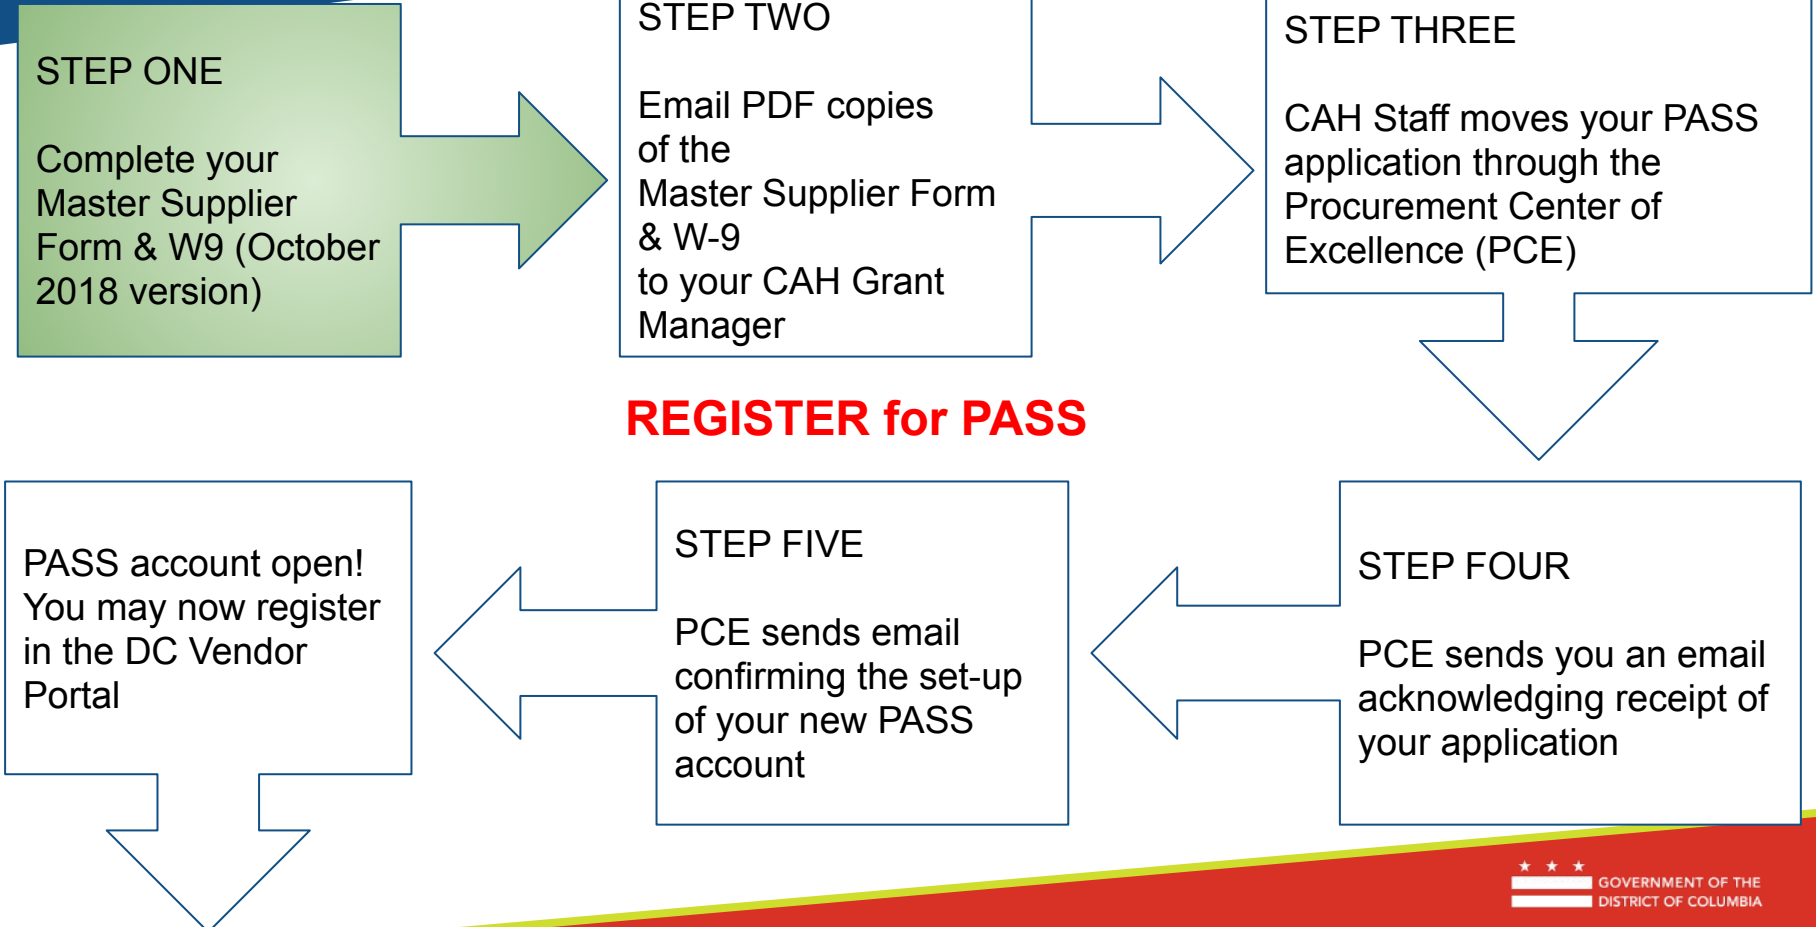 STEP ONE
Complete your
Master Supplier
Form & W9 (October
2018 version)
STEP TWO
Email PDF copies
of the
Master Supplier Form
& W-9
to your CAH Grant
Manager
STEP THREE
CAH Staff moves your PASS
application through the
Procurement Center of
Excellence (PCE)
REGISTER for PASS
STEP FOUR
PCE sends you an email
acknowledging receipt of
your application
STEP FIVE
PCE sends email
confirming the set-up
of your new PASS
account
PASS account open!
You may now register
in the DC Vendor
Portal
GOVERNMENT OF THE
DISTRICT OF COLUMBIA